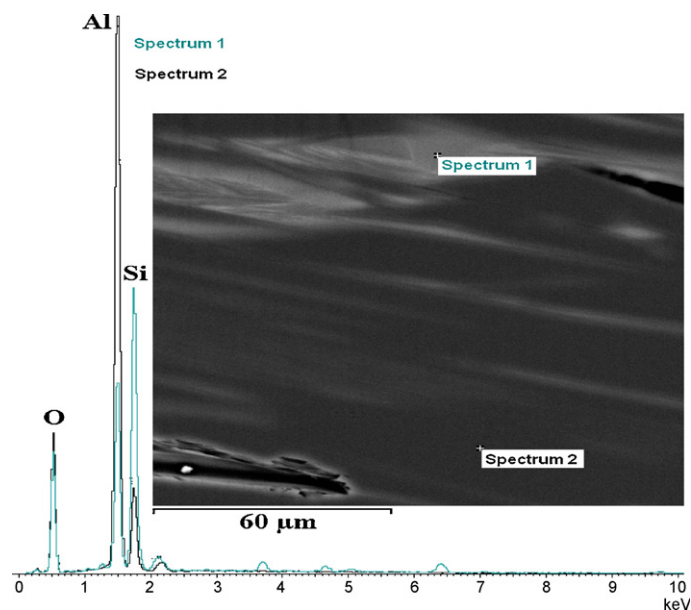 Al
Spectrum 1
Spectrum 2
Spectrum 1
Si
O
Spectrum 2
60 μm
0 1 2 3 4 5 6 7 8 9 10
keV